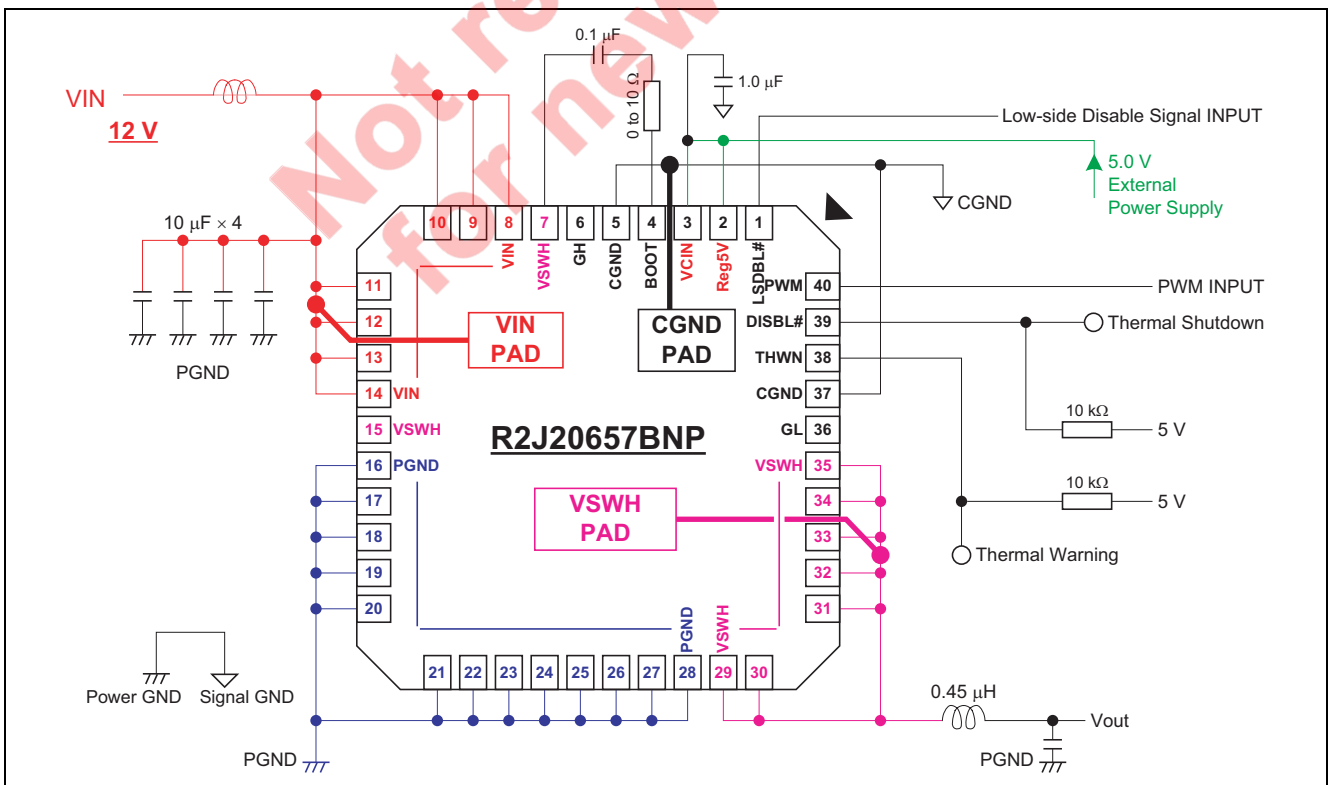 Not re
for new
0.1 µF
0 to 10 Ω
1.0 µF
VIN
12 V
Low-side Disable Signal INPUT
5.0 V
External
Power Supply
CGND
10 µF × 4
PGND
10
9
8
7
6
5
4
3
2
1
VIN
VSWH
GH
CGND
BOOT
VCIN
Reg5V
LSDBL#
11
12
13
14 VIN
15 VSWH
16 PGND
17
18
19
20
VIN
PAD
CGND
PAD
R2J20657BNP
VSWH
PAD
PWM 40
PWM INPUT
DISBL# 39
Thermal Shutdown
THWN 38
CGND 37
GL 36
VSWH 35
34
33
32
31
10 kΩ
5 V
10 kΩ
5 V
Thermal Warning
PGND
VSWH
21
22
23
24
25
26
27
28
29
30
Power GND
Signal GND
PGND
0.45 µH
Vout
PGND